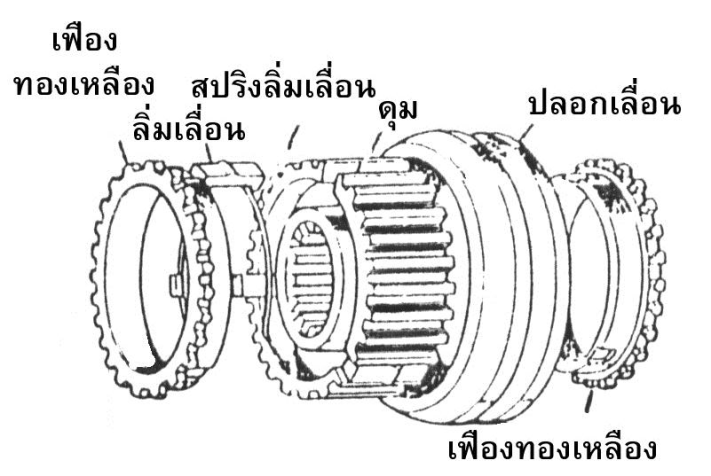 เฟือง
ทองเหลือง
สปริงลิ่มเลื่อน
ลิ่มเลื่อน
ดุม
ปลอกเลื่อน
เฟืองทองเหลือง